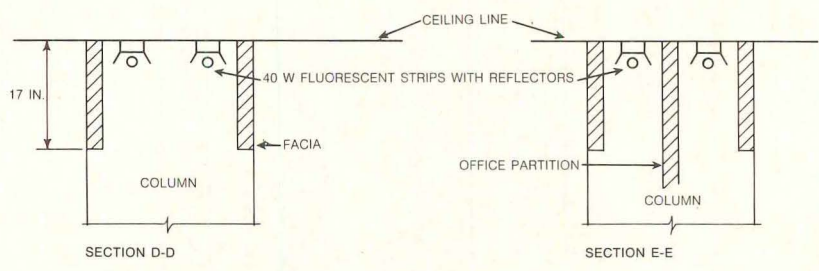 CEILING LINE
17 IN.
40 W FLUORESCENT STRIPS WITH REFLECTORS
FACIA
OFFICE PARTITION
COLUMN
COLUMN
SECTION D-D
SECTION E-E